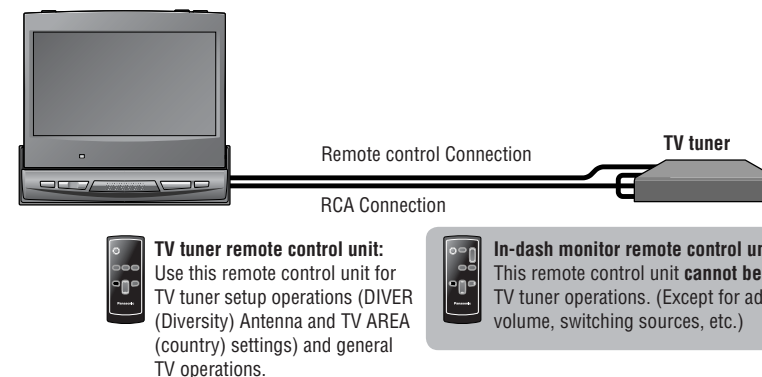 Remote control Connection
TV tuner
RCA Connection
TV tuner remote control unit:
Use this remote control unit for
TV tuner setup operations (DIVER
(Diversity) Antenna and TV AREA
(country) settings) and general
TV operations.
In-dash monitor remote control
This remote control unit cannot be
TV tuner operations. (Except for
volume, switching sources, etc.)
Panasonic
Panasonic